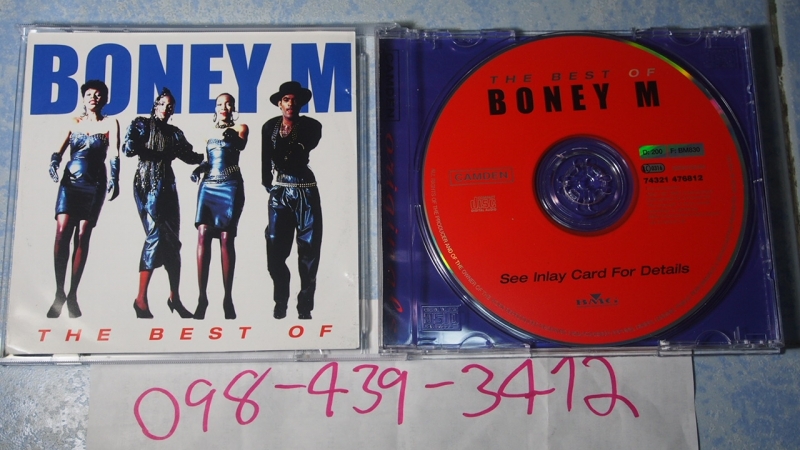 BONEY M
THE BEST OF
THE BEST OF
BONEY M
CAMDEN
74321 476812
See Inlay Card For Details
BMG
098-439-3412